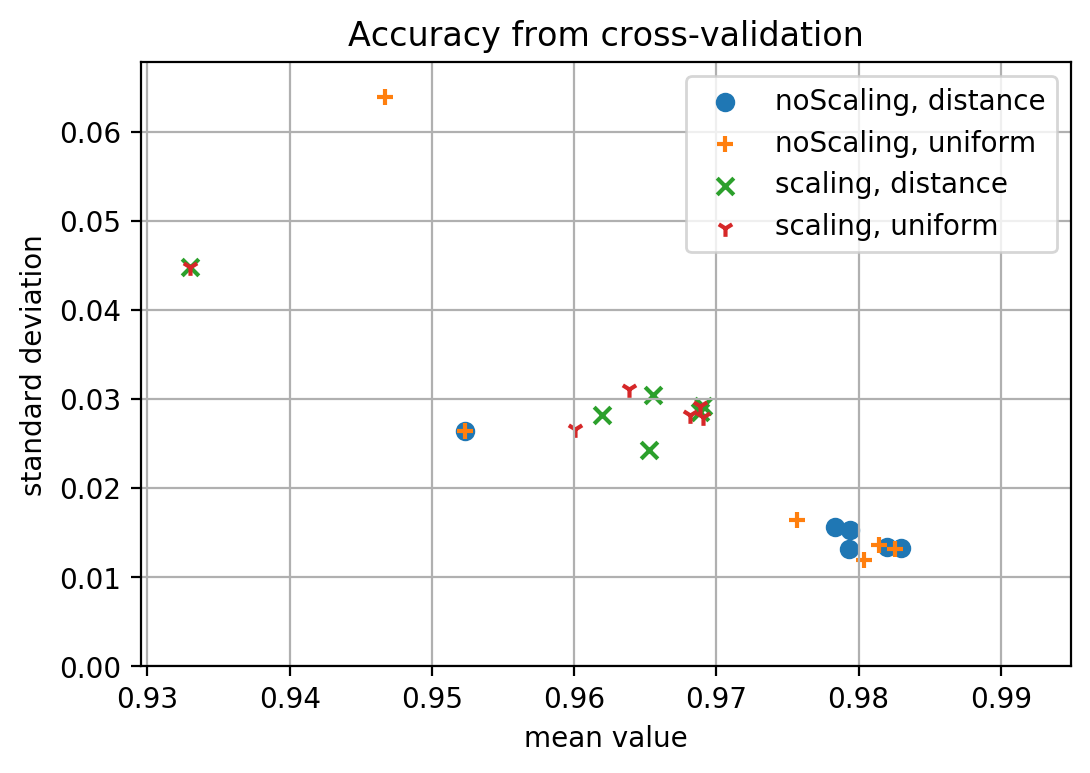 Accuracy from cross-validation
noScaling, distance
noScaling, uniform
scaling, distance
scaling, uniform
standard deviation
0.06
0.05
0.04
0.03
0.02
0.01
0.00
0.93 0.94 0.95 0.96 0.97 0.98 0.99
mean value